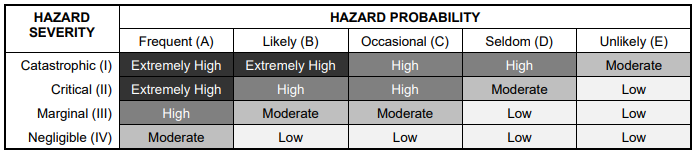 HAZARD SEVERITY HAZARD PROBABILITY
Frequent (A) Likely (B) Occasional (C) Seldom (D) Unlikely (E)
Catastrophic (I) Extremely High Extremely High High High Moderate
Critical (II) Extremely High High High Moderate Low
Marginal (III) High Moderate Moderate Low Low
Negligible (IV) Moderate Low Low Low Low